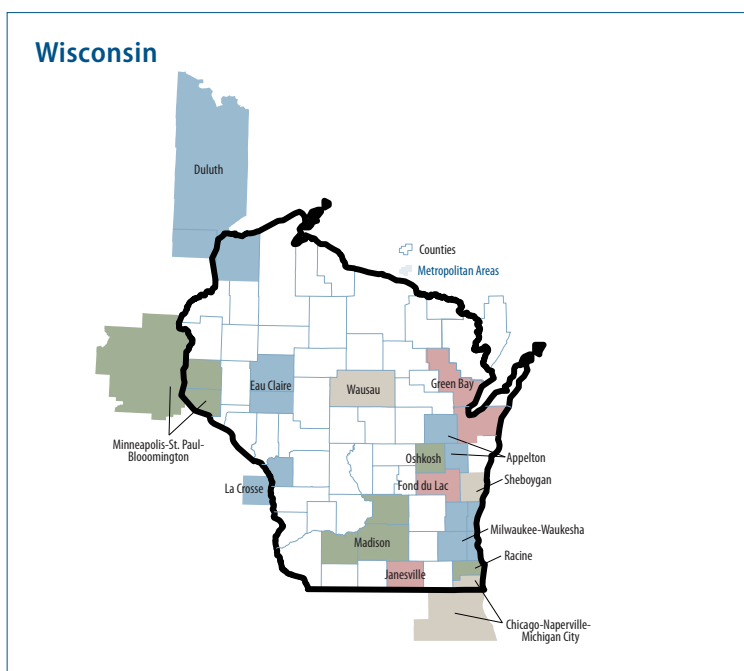 Wisconsin
Duluth
Counties
Metropolitan Areas
Green Bay
Eau Claire
Wausau
Minneapolis-St. Paul-
Blooomington
Oshkosh
Appelton
Sheboygan
La Crosse
Fond du Lac
Milwaukee-Waukesha
Madison
Racine
Janesville
Chicago-Naperville-
Michigan City